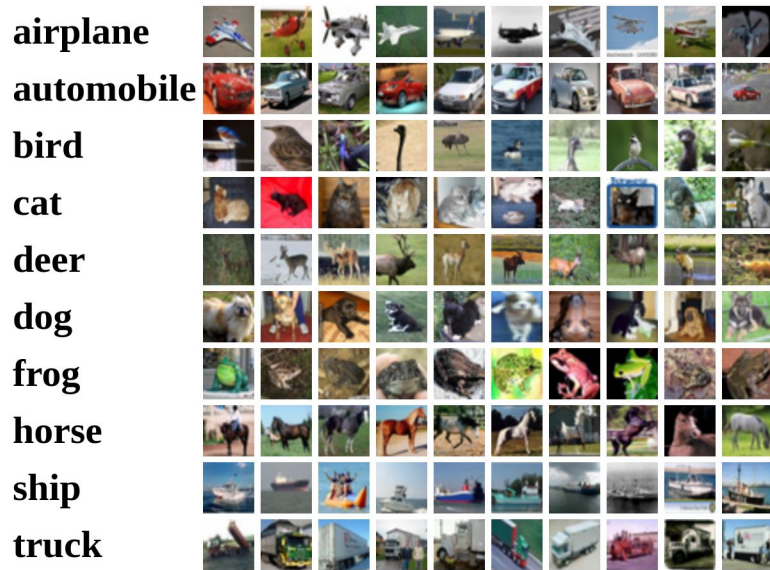 airplane
automobile
bird
cat
deer
dog
frog
horse
ship
truck